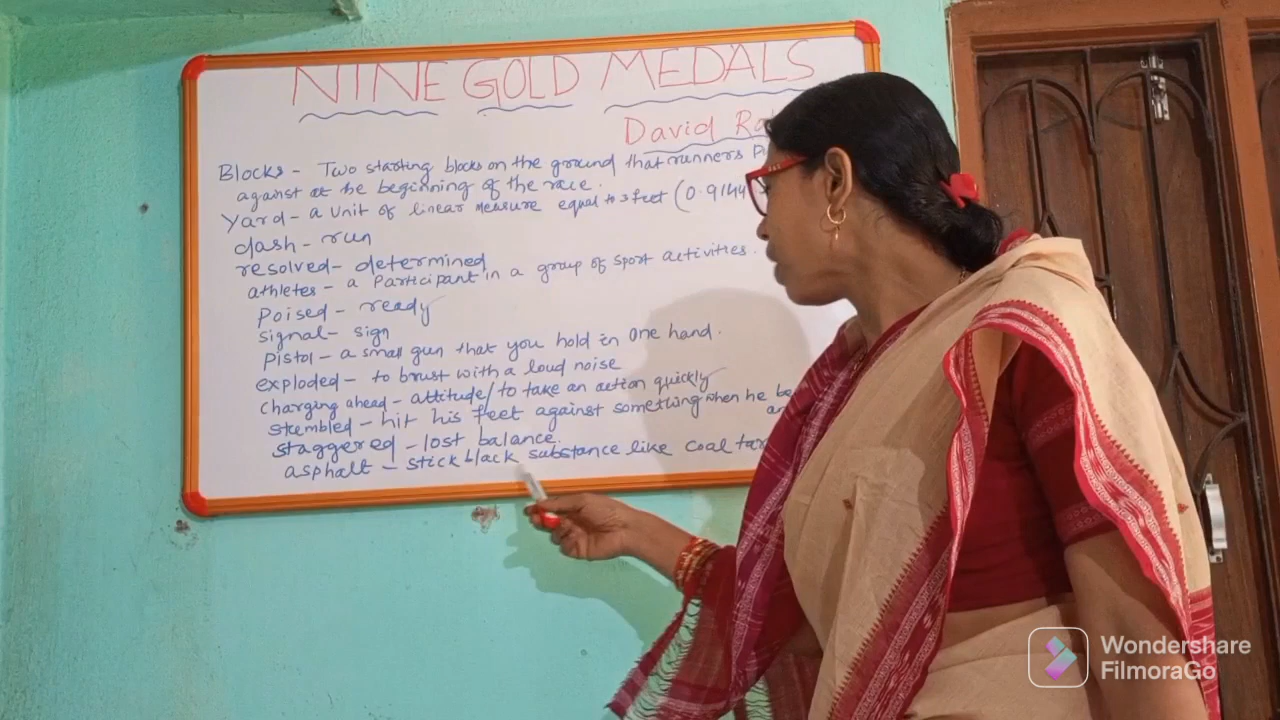 NINE GOLD MEDALS
David
Blocks - Two starting blocks on the ground that runners
against at the beginning of the race.
Yard - a unit of linear measure equal to 3 feet (0.9144
dash - run
resolved - determined
athletes - a participant in a group of sport activities.
Poised - ready
Signal - sign
Pistol - a small gun that you hold in one hand.
exploded - to brust with a loud noise
charging ahead - attitude/to take an action quickly
stumbled - hit his feet against something when he
staggered - lost balance.
asphalt - stick black substance like coal tar
Wondershare
FilmoraGo